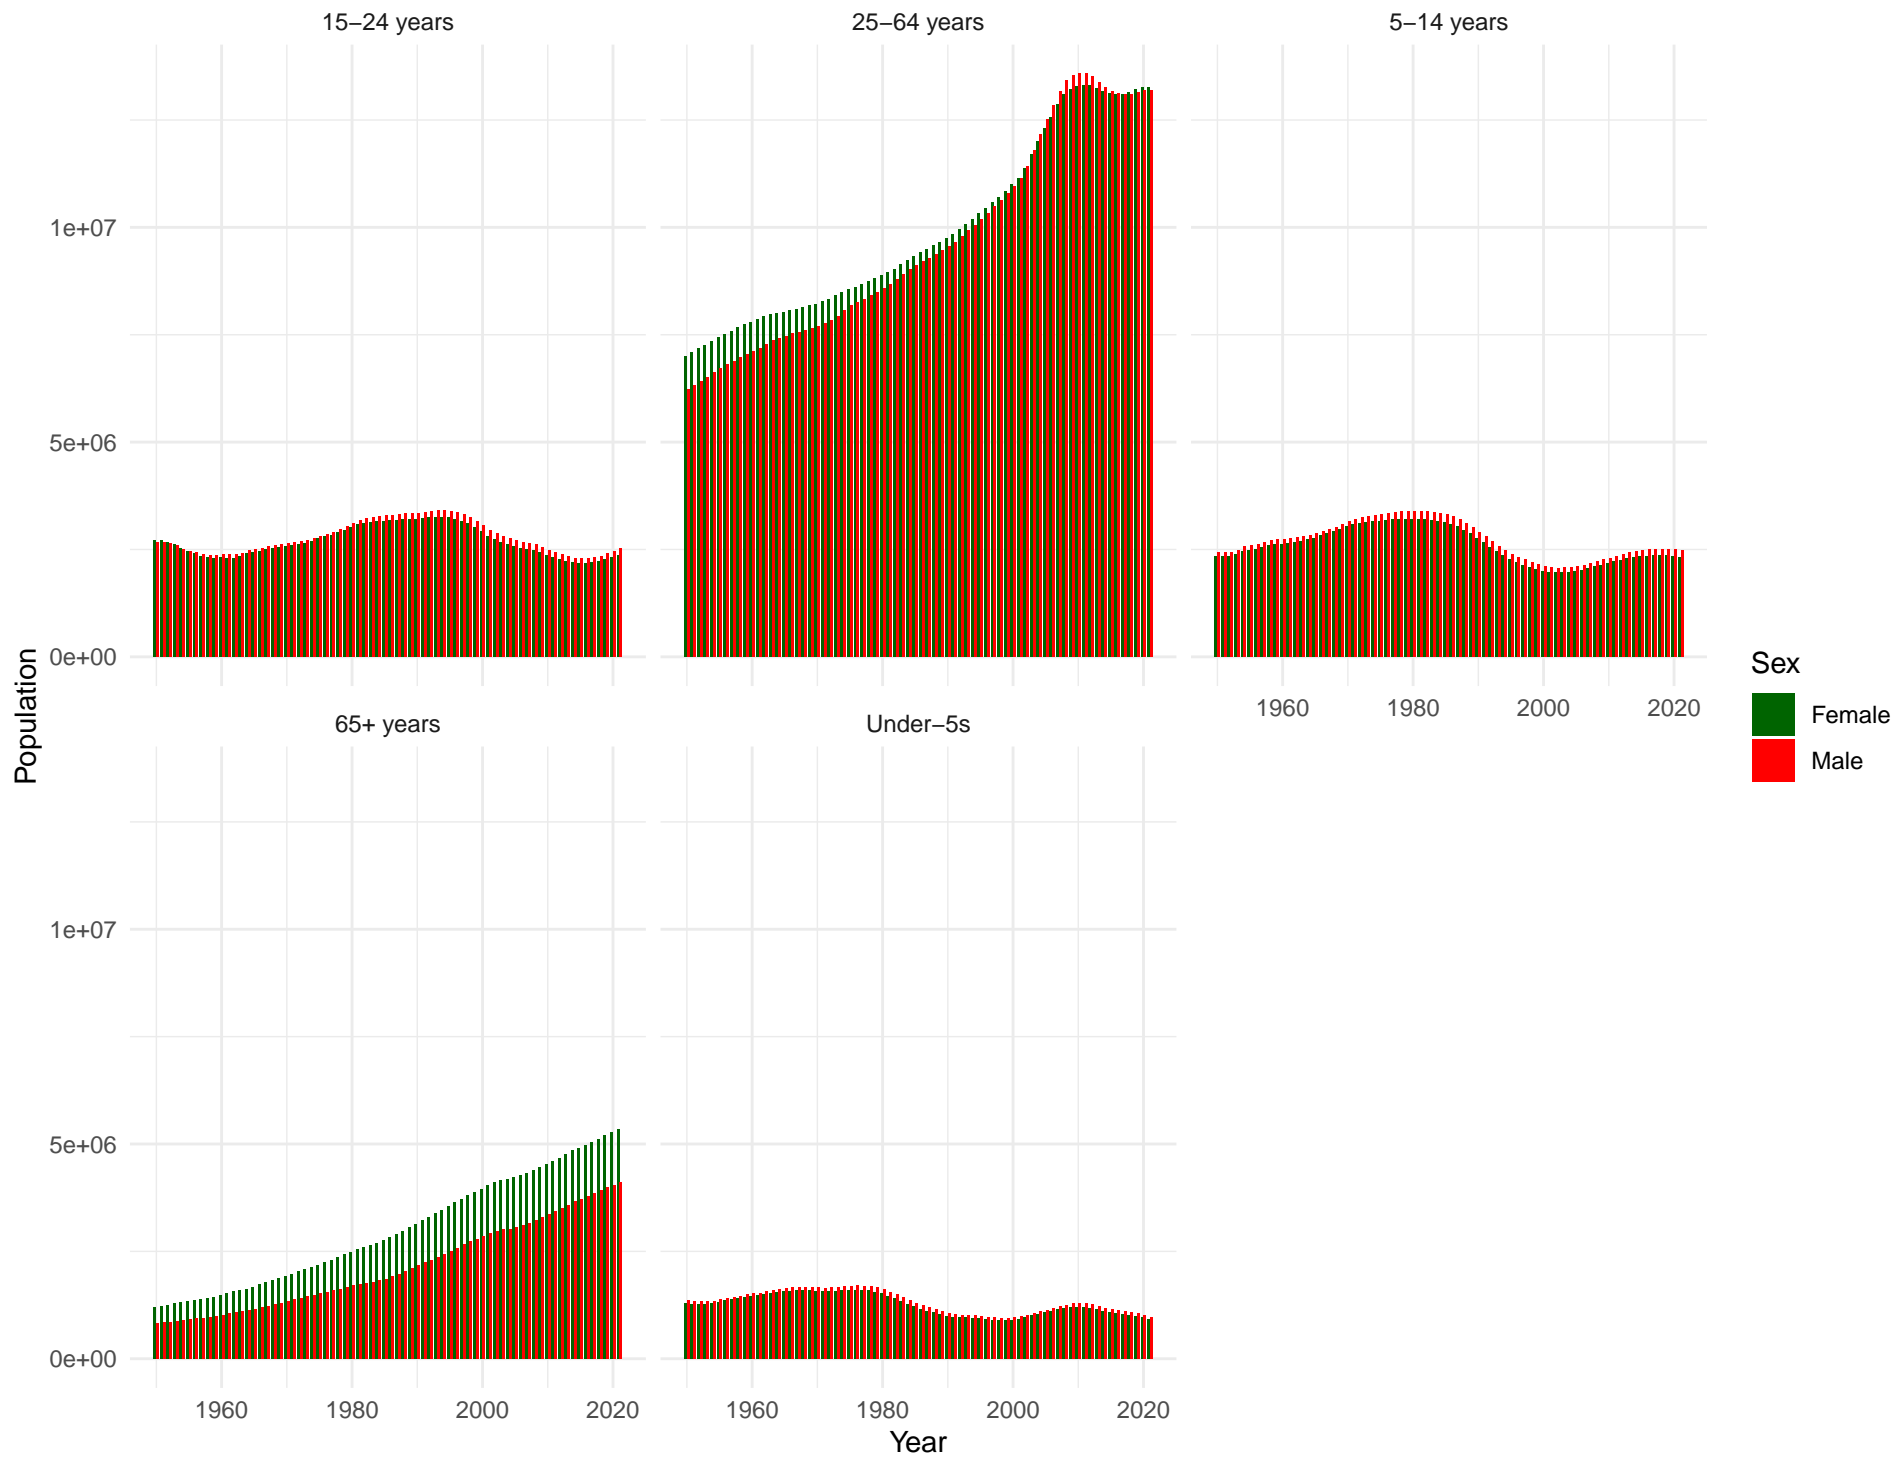 15–24 years
25–64 years
5–14 years
1e+07
5e+06
0e+00
1960 1980 2000 2020
65+ years
Under–5s
1e+07
5e+06
0e+00
1960 1980 2000 2020
1960 1980 2000 2020
Year
Population
Sex
Female
Male